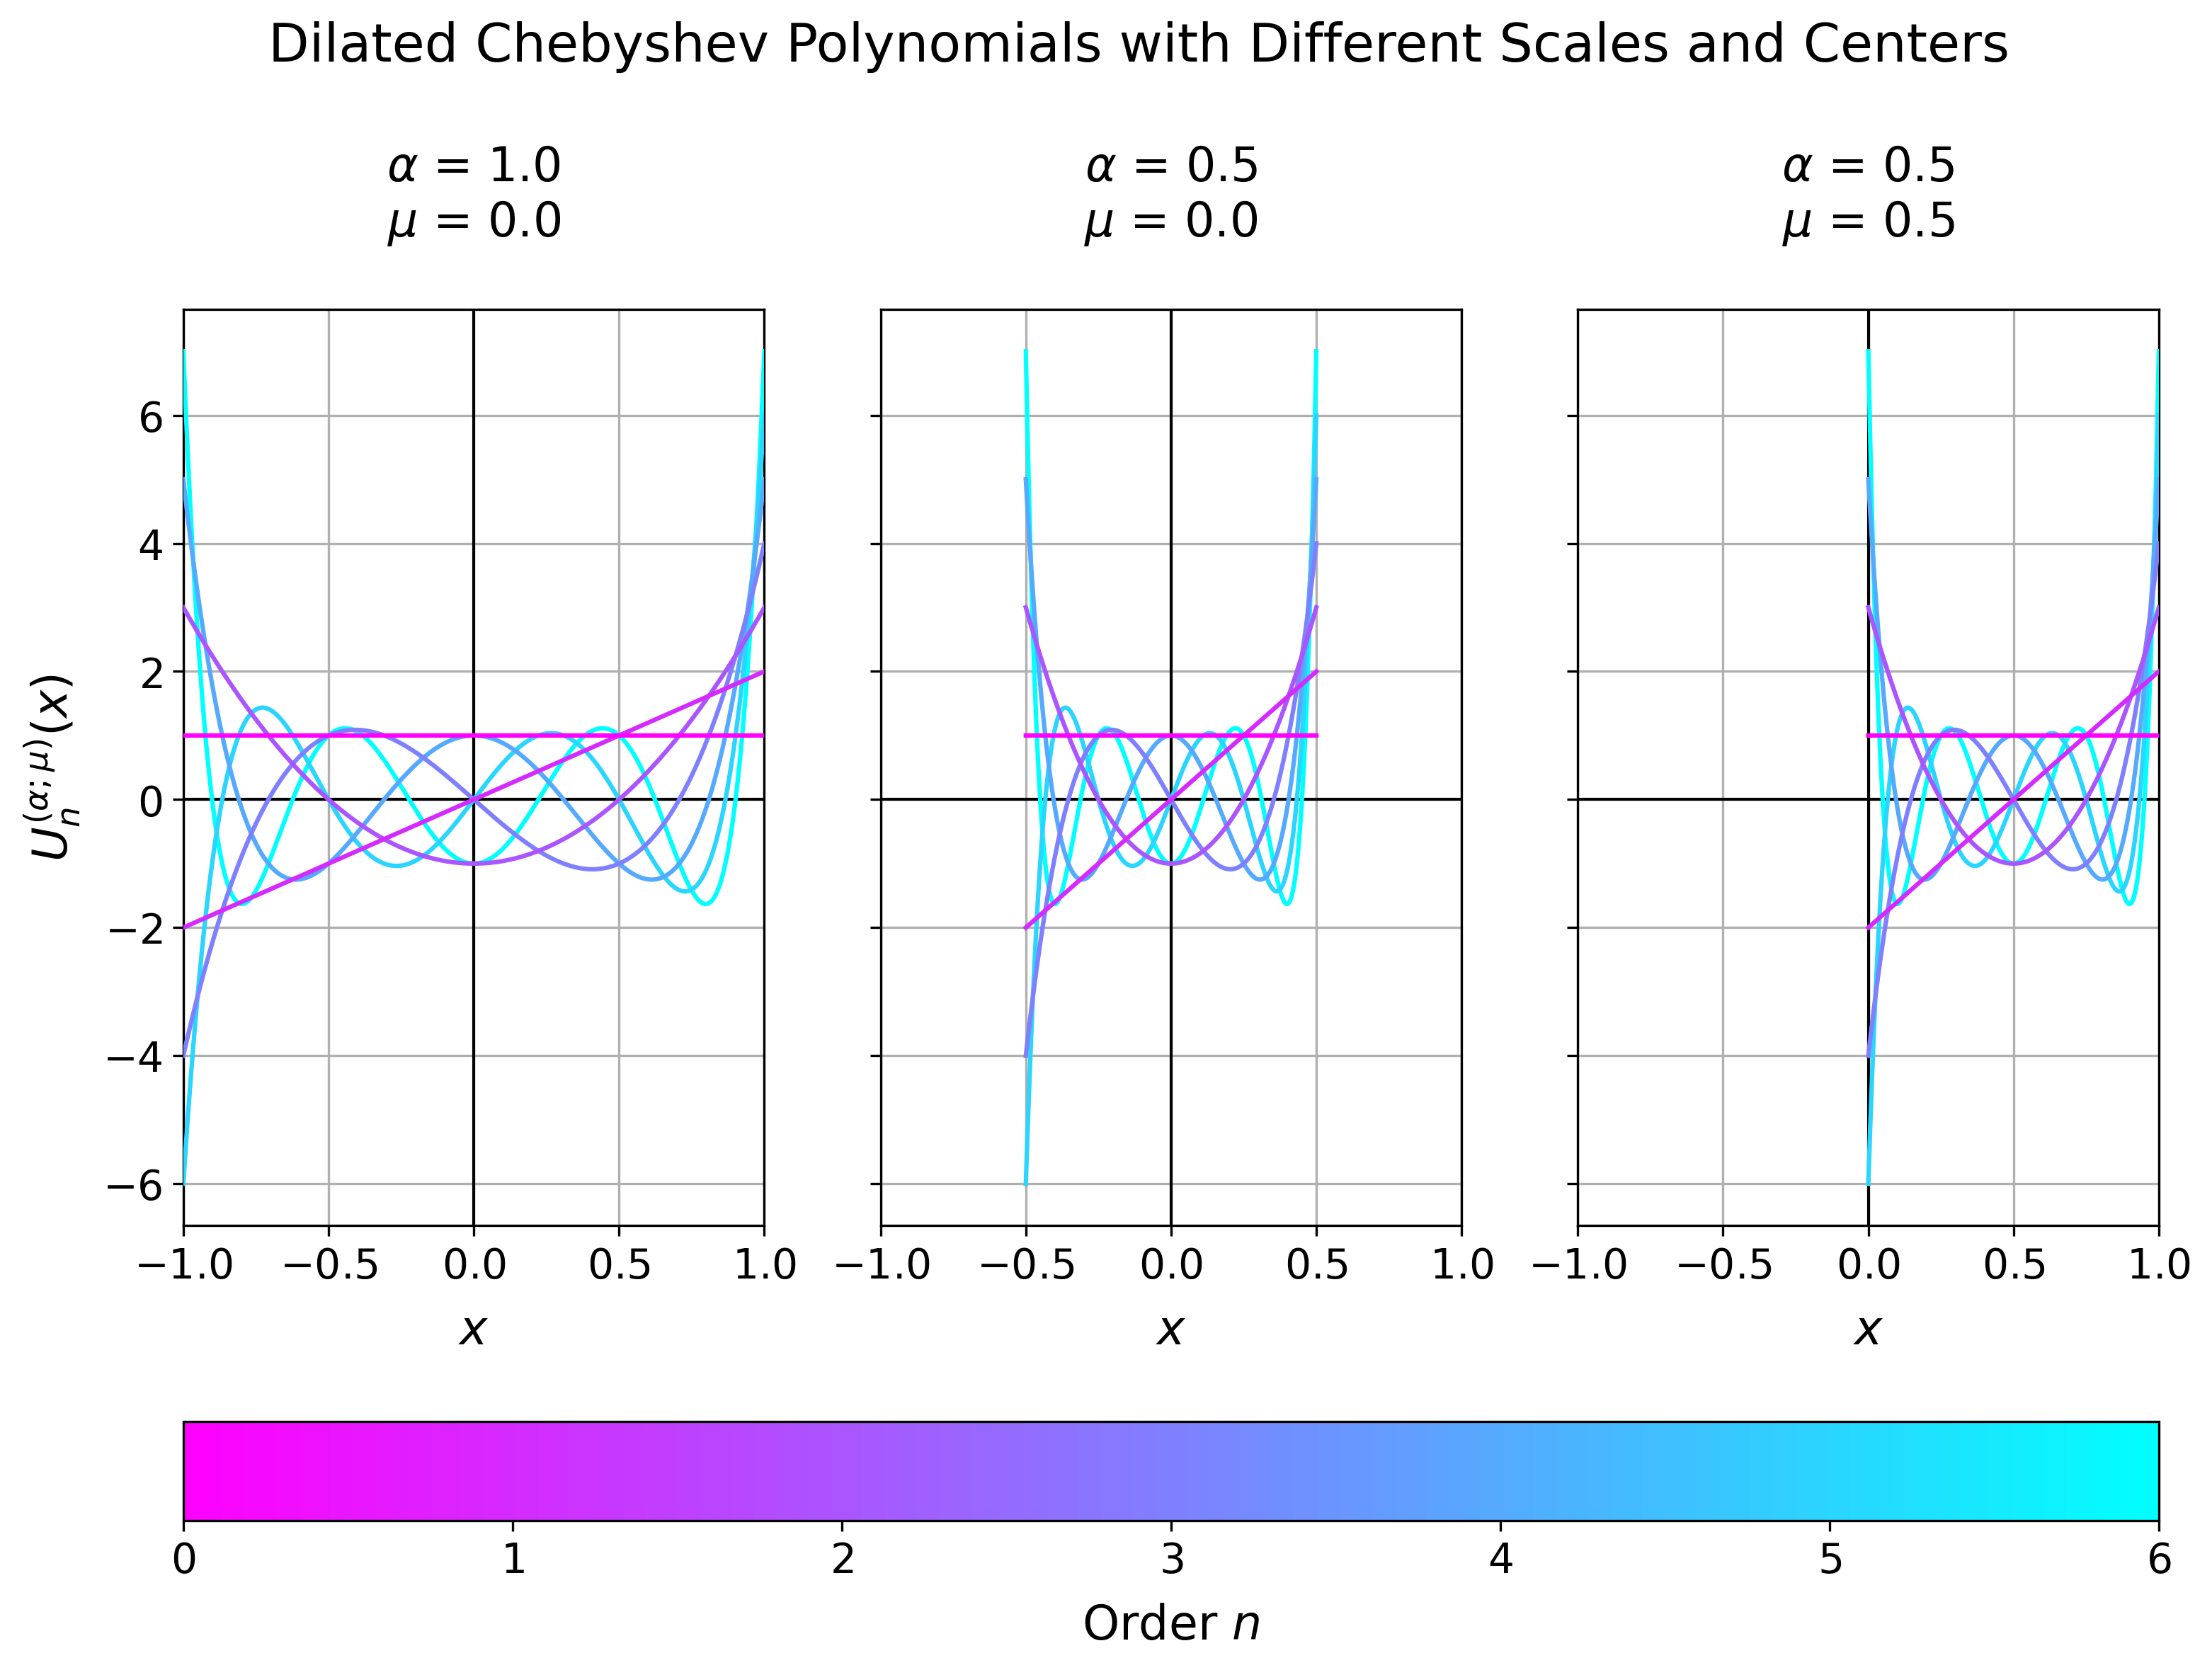 Dilated Chebyshev Polynomials with Different Scales and Centers
α = 1.0
μ = 0.0
α = 0.5
μ = 0.0
α = 0.5
μ = 0.5
U_n^{(α; μ)}(x)
6
4
2
0
−2
−4
−6
−1.0 −0.5 0.0 0.5 1.0
−1.0 −0.5 0.0 0.5 1.0
−1.0 −0.5 0.0 0.5 1.0
x
x
x
0 1 2 3 4 5 6
Order n